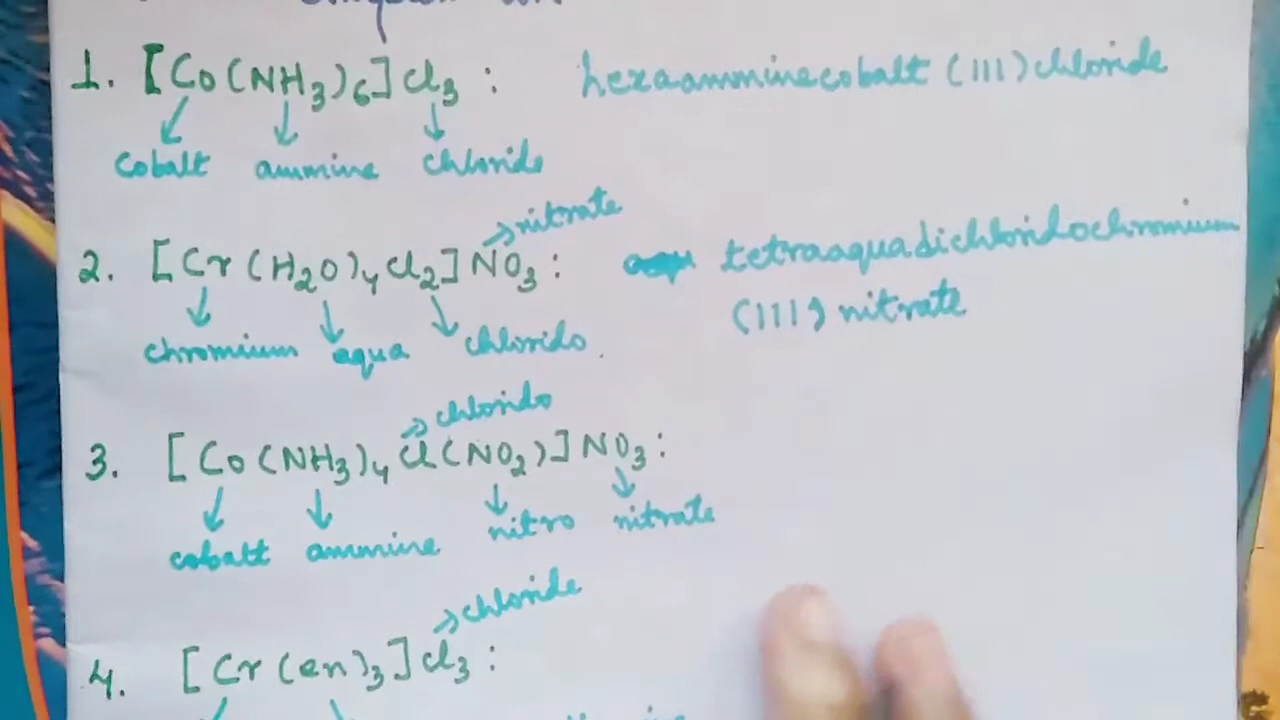 1. [Co(NH3)6]Cl3 : hexaamminecobalt (111) chloride
cobalt ammine chloride
nitrate
2. [Cr(H2O)4Cl2]NO3 : tetraaquadichloridochromium
(111) nitrate
chromium aqua chlorido
chlorido
3. [Co(NH3)4Cl(NO2)]NO3 :
cobalt ammine nitro nitrate
chloride
4. [Cr(en)3]Cl3 :